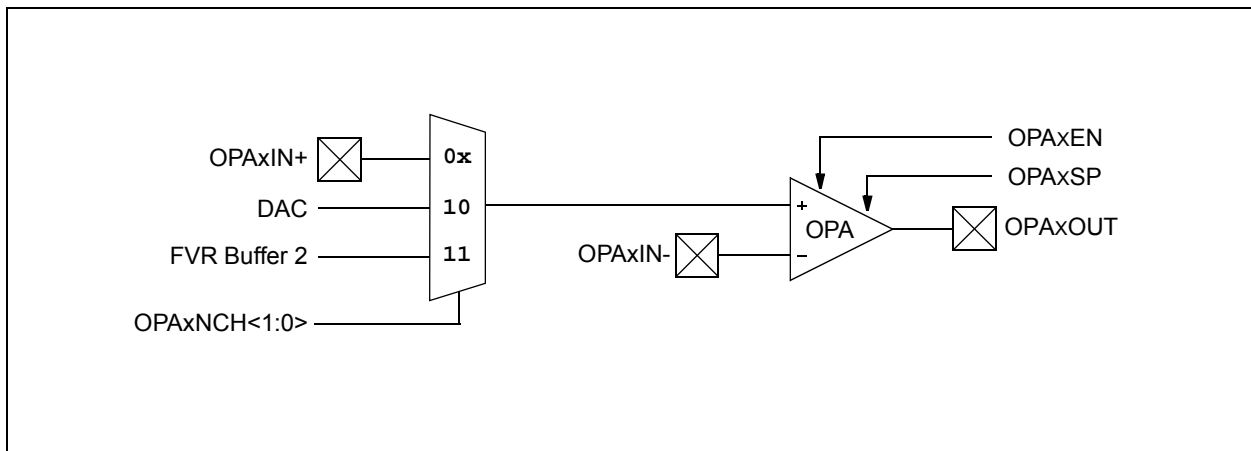 OPAxIN+
0x
DAC
10
FVR Buffer 2
11
OPAxNCH<1:0>
OPAxIN-
+
OPA
−
OPAxEN
OPAxSP
OPAxOUT